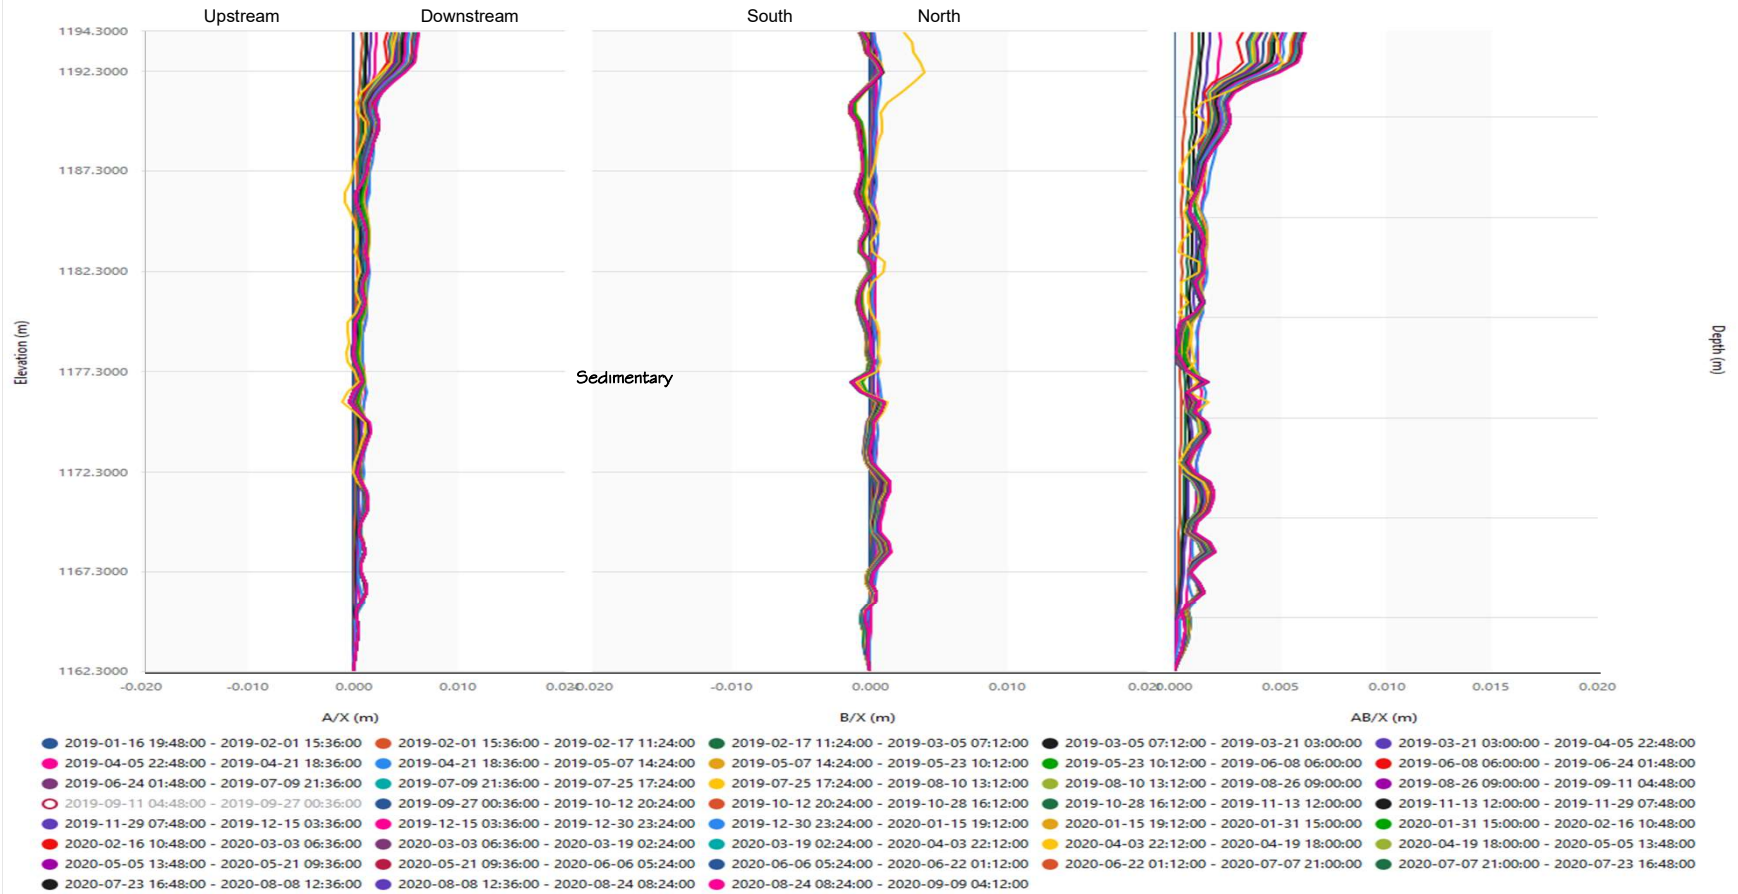 Upstream Downstream South North
1194.3000
1192.3000
1187.3000
1182.3000
1177.3000
Sedimentary
1172.3000
1167.3000
1162.3000
Elevation (m)
Depth (m)
-0.020 -0.010 0.000 0.010 -0.010 0.000 0.010 0.005 0.010 0.015 0.020
A/X (m) B/X (m) AB/X (m)
2019-01-16 19:48:00 - 2019-02-01 15:36:00 2019-02-01 15:36:00 - 2019-02-17 11:24:00 2019-02-17 11:24:00 - 2019-03-05 07:12:00 2019-03-05 07:12:00 - 2019-03-21 03:00:00 2019-03-21 03:00:00 - 2019-04-05 22:48:00
2019-04-05 22:48:00 - 2019-04-21 18:36:00 2019-04-21 18:36:00 - 2019-05-07 14:24:00 2019-05-07 14:24:00 - 2019-05-23 10:12:00 2019-05-23 10:12:00 - 2019-06-08 06:00:00 2019-06-08 06:00:00 - 2019-06-24 01:48:00
2019-06-24 01:48:00 - 2019-07-09 21:36:00 2019-07-09 21:36:00 - 2019-07-25 17:24:00 2019-07-25 17:24:00 - 2019-08-10 13:12:00 2019-08-10 13:12:00 - 2019-08-26 09:00:00 2019-08-26 09:00:00 - 2019-09-11 04:48:00
2019-09-11 04:48:00 - 2019-09-27 00:36:00 2019-09-27 00:36:00 - 2019-10-12 20:24:00 2019-10-12 20:24:00 - 2019-10-28 16:12:00 2019-10-28 16:12:00 - 2019-11-13 12:00:00 2019-11-13 12:00:00 - 2019-11-29 07:48:00
2019-11-29 07:48:00 - 2019-12-15 03:36:00 2019-12-15 03:36:00 - 2019-12-30 23:24:00 2019-12-30 23:24:00 - 2020-01-15 19:12:00 2020-01-15 19:12:00 - 2020-01-31 15:00:00 2020-01-31 15:00:00 - 2020-02-16 10:48:00
2020-02-16 10:48:00 - 2020-03-03 06:36:00 2020-03-03 06:36:00 - 2020-03-19 02:24:00 2020-03-19 02:24:00 - 2020-04-03 22:12:00 2020-04-03 22:12:00 - 2020-04-19 18:00:00 2020-04-19 18:00:00 - 2020-05-05 13:48:00
2020-05-05 13:48:00 - 2020-05-21 09:36:00 2020-05-21 09:36:00 - 2020-06-06 05:24:00 2020-06-06 05:24:00 - 2020-06-22 01:12:00 2020-06-22 01:12:00 - 2020-07-07 21:00:00 2020-07-07 21:00:00 - 2020-07-23 16:48:00
2020-07-23 16:48:00 - 2020-08-08 12:36:00 2020-08-08 12:36:00 - 2020-08-24 08:24:00 2020-08-24 08:24:00 - 2020-09-09 04:12:00